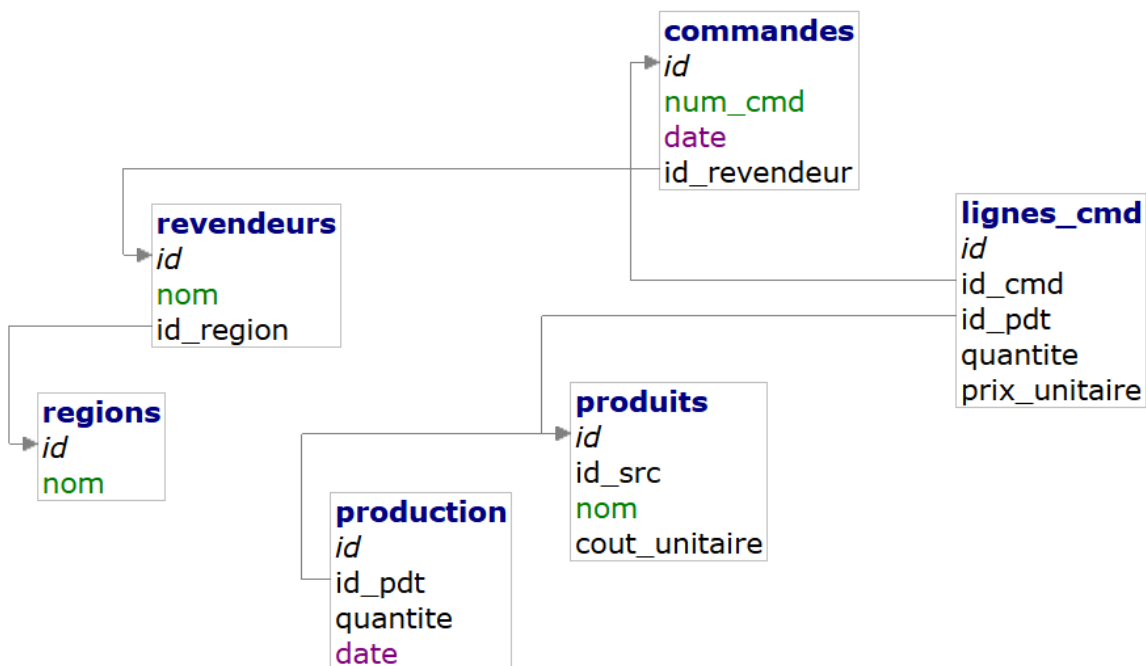 commandes
id
num_cmd
date
id_revendeur
revendeurs
id
nom
id_region
lignes_cmd
id
id_cmd
id_pdt
quantite
prix_unitaire
regions
id
nom
produits
id
id_src
nom
cout_unitaire
production
id
id_pdt
quantite
date